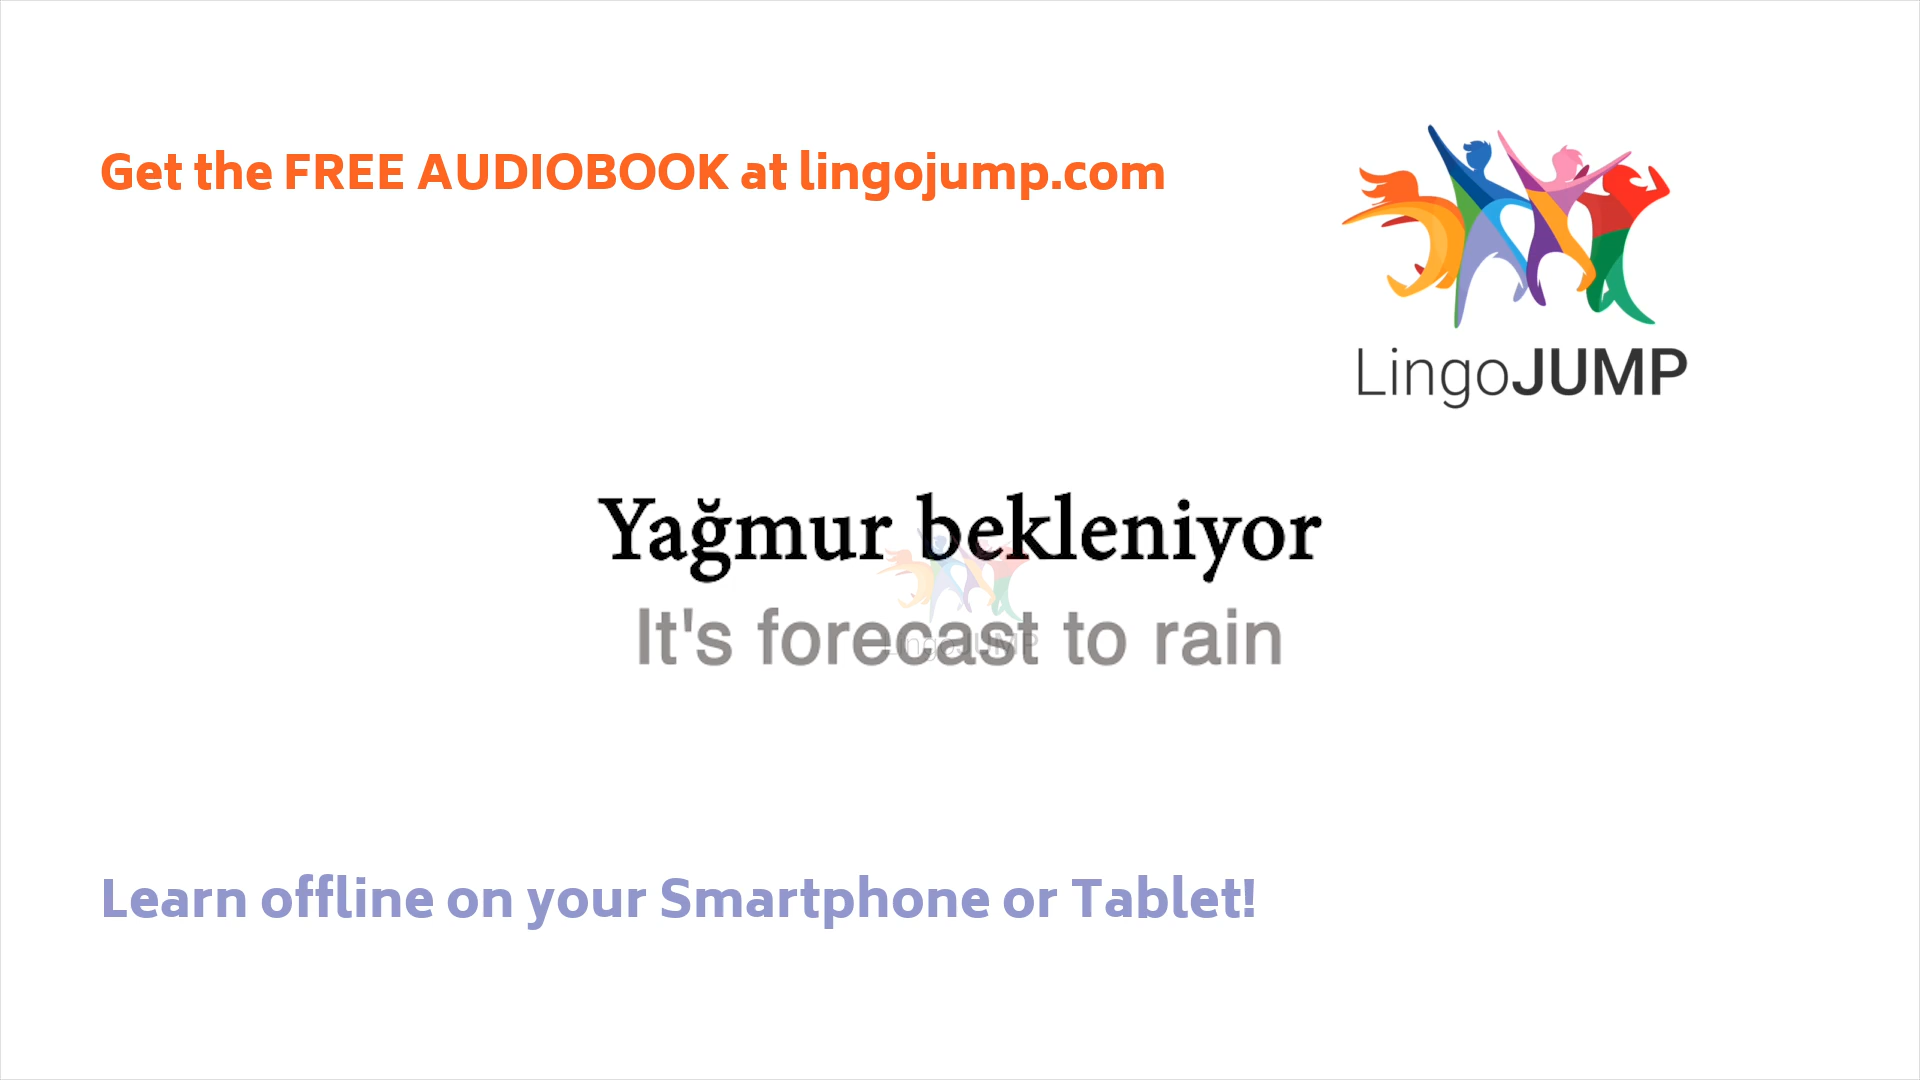 Get the FREE AUDIOBOOK at lingojump.com
LingoJUMP
Yağmur bekleniyor
It's forecast to rain
LingoJUMP
Learn offline on your Smartphone or Tablet!